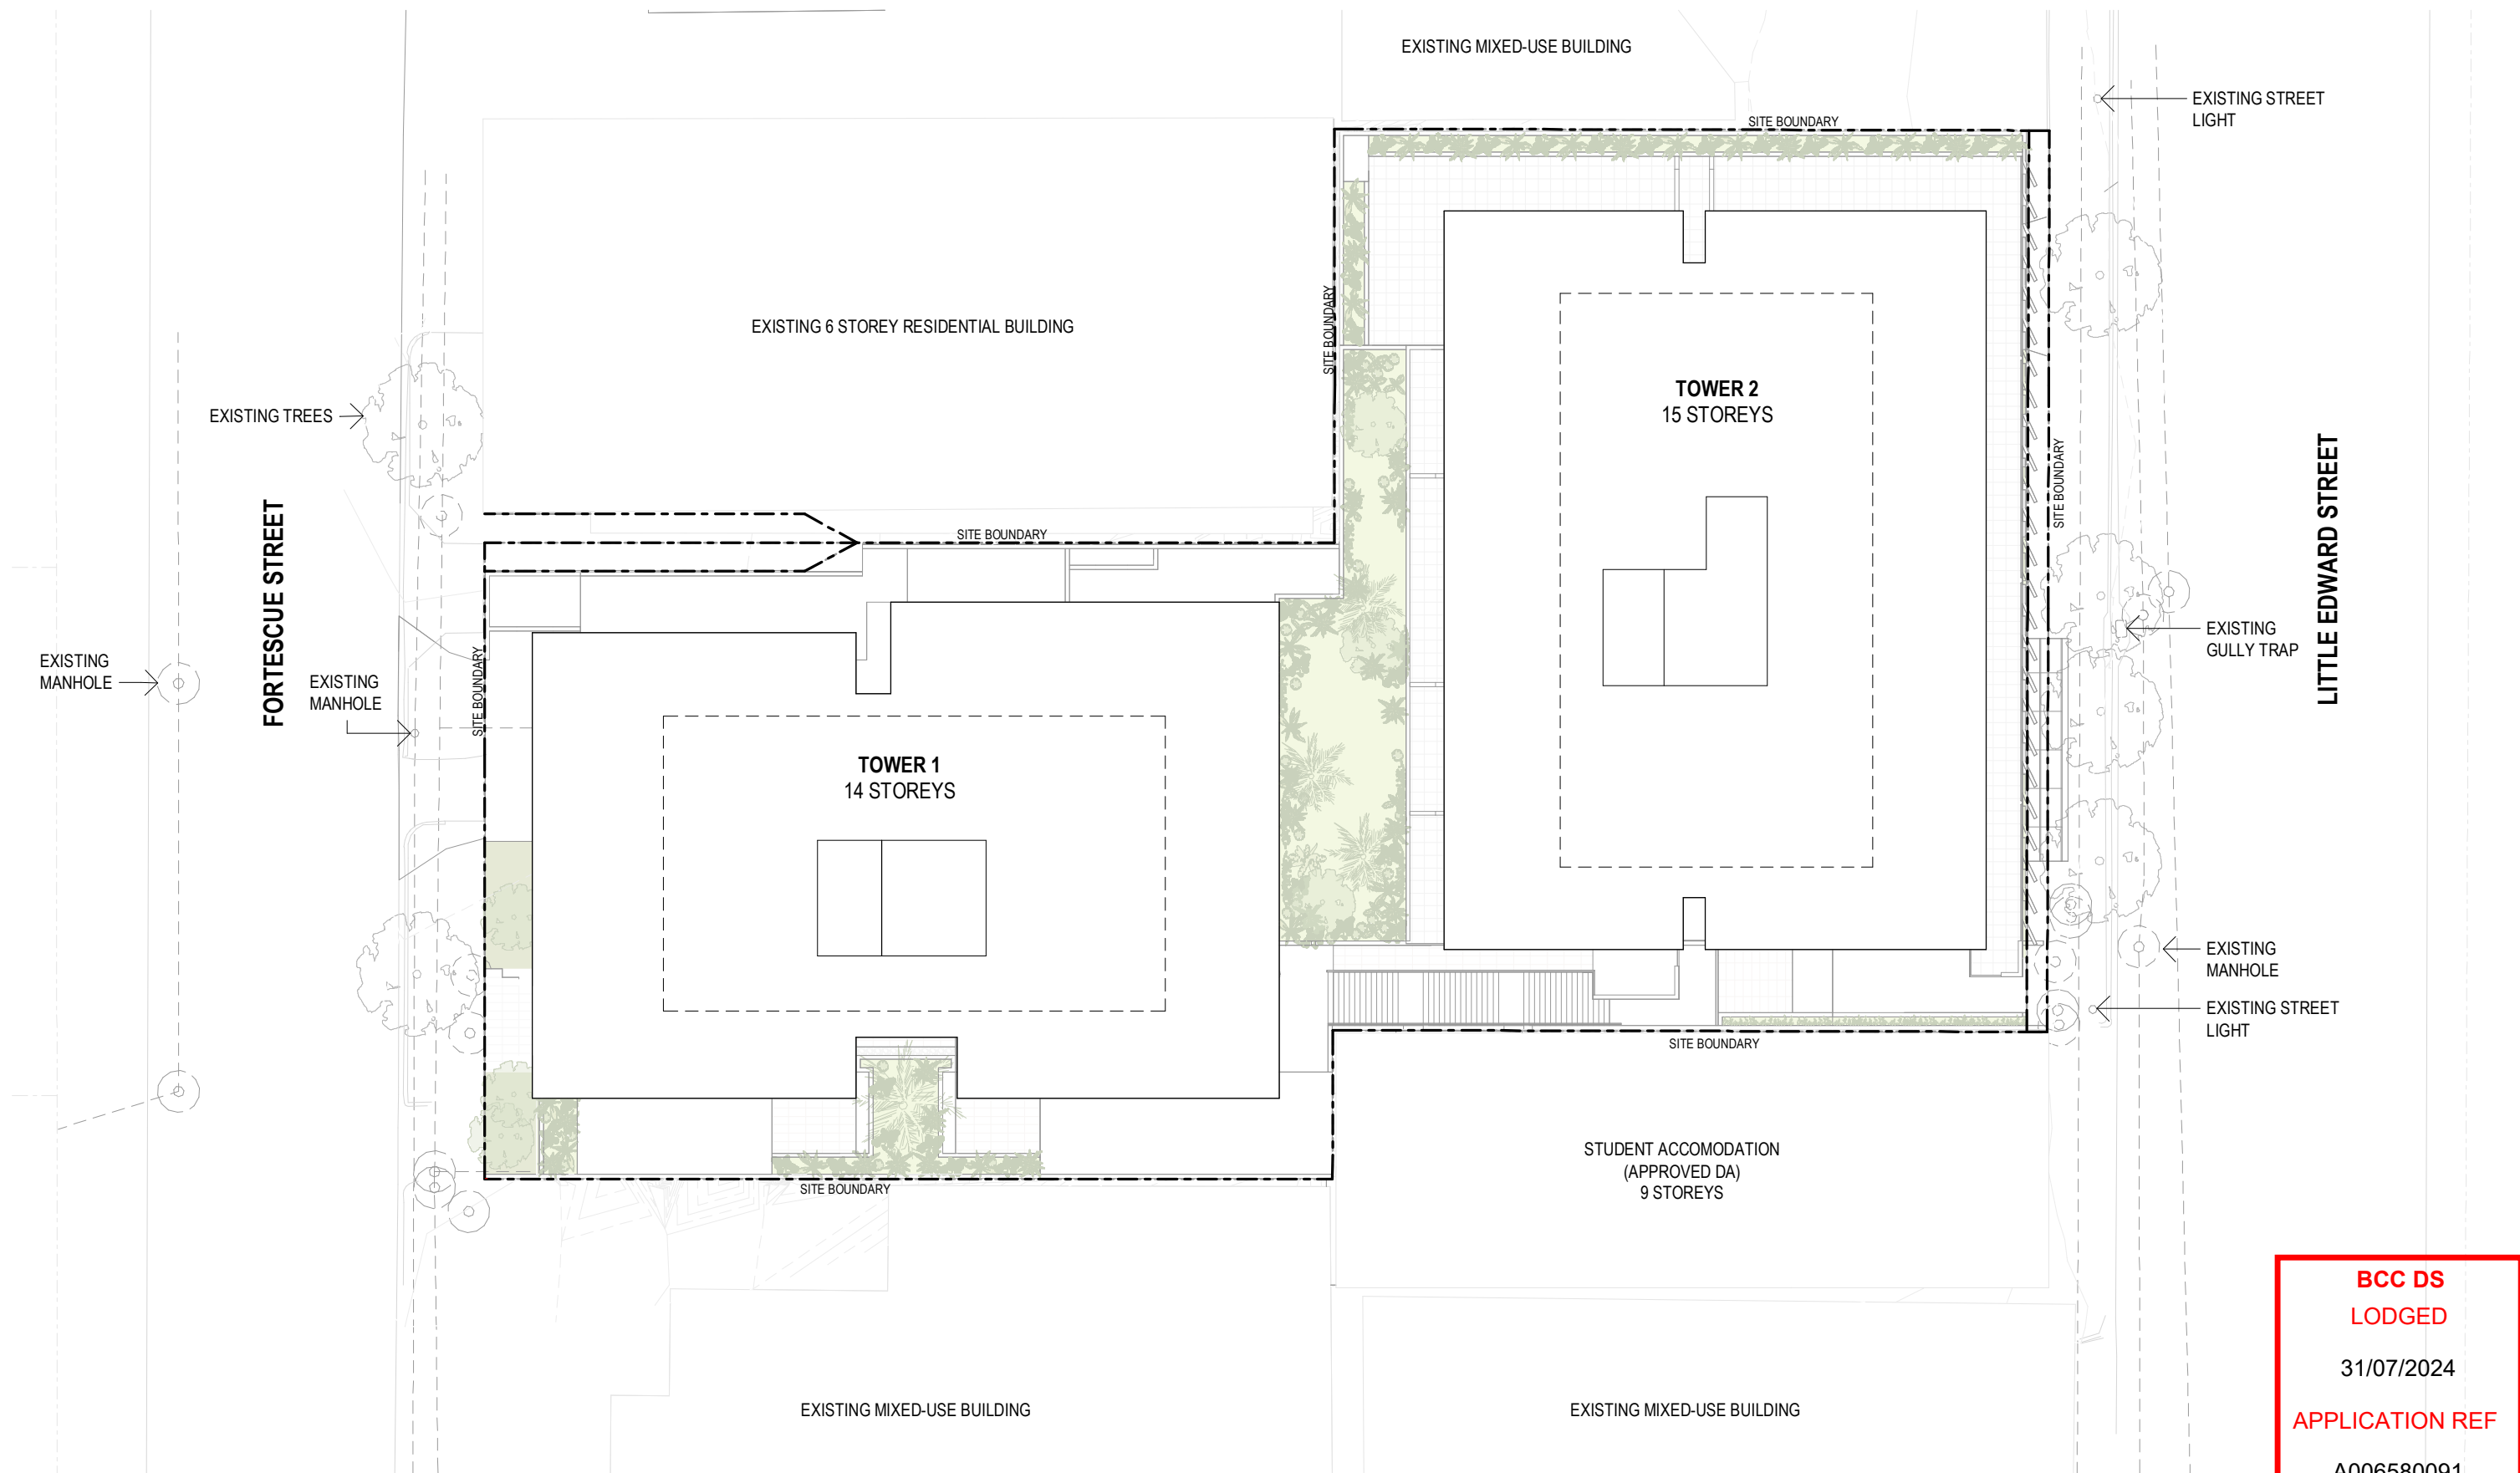 EXISTING MIXED-USE BUILDING
EXISTING STREET
LIGHT
SITE BOUNDARY
EXISTING 6 STOREY RESIDENTIAL BUILDING
SITE BOUNDARY
TOWER 2
15 STOREYS
EXISTING TREES
SITE BOUNDARY
LITTLE EDWARD STREET
FORTESCUE STREET
SITE BOUNDARY
EXISTING
MANHOLE
EXISTING
MANHOLE
SITE BOUNDARY
EXISTING
GULLY TRAP
TOWER 1
14 STOREYS
EXISTING
MANHOLE
EXISTING STREET
LIGHT
SITE BOUNDARY
STUDENT ACCOMODATION
(APPROVED DA)
9 STOREYS
SITE BOUNDARY
BCC DS
LODGED
31/07/2024
APPLICATION REF
A006580091
EXISTING MIXED-USE BUILDING
EXISTING MIXED-USE BUILDING